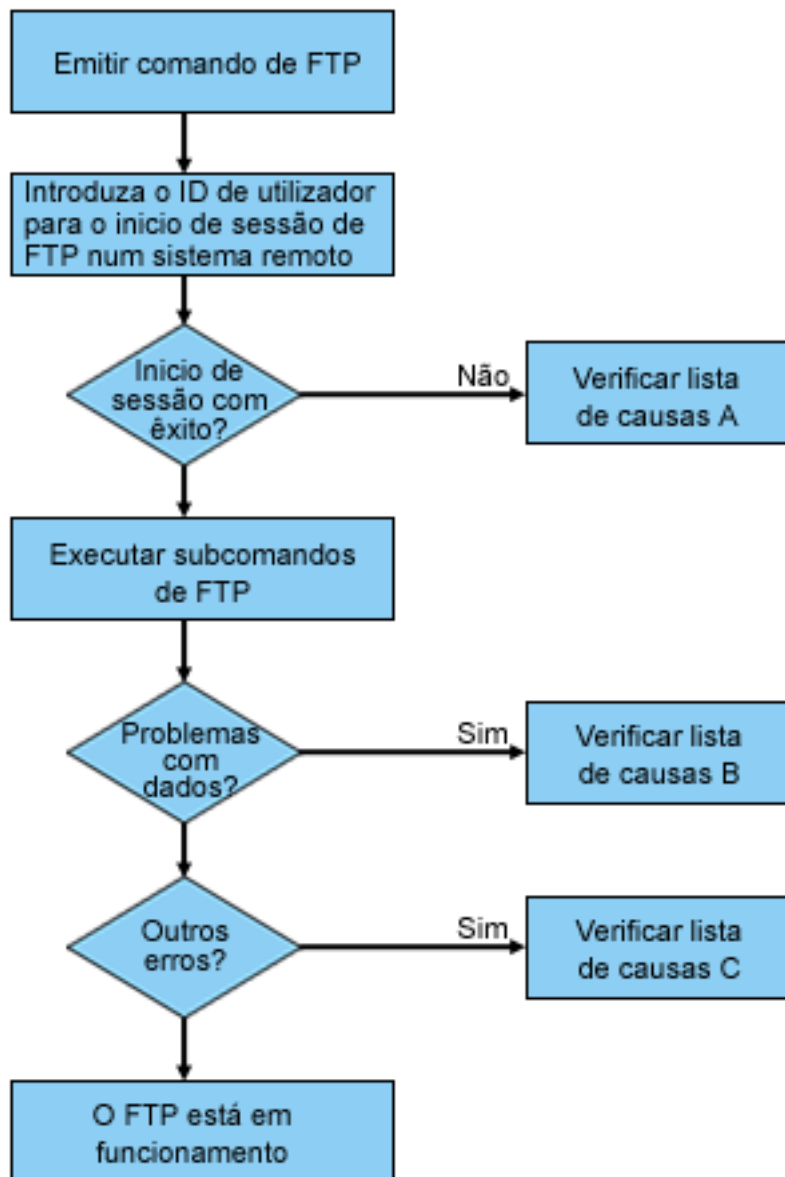 Emitir comando de FTP
Introduza o ID de utilizador
para o inicio de sessão de
FTP num sistema remoto
Inicio de
sessão com
êxito?
Não
Verificar lista
de causas A
Executar subcomandos
de FTP
Problemas
com
dados?
Sim
Verificar lista
de causas B
Outros
erros?
Sim
Verificar lista
de causas C
O FTP está em
funcionamento